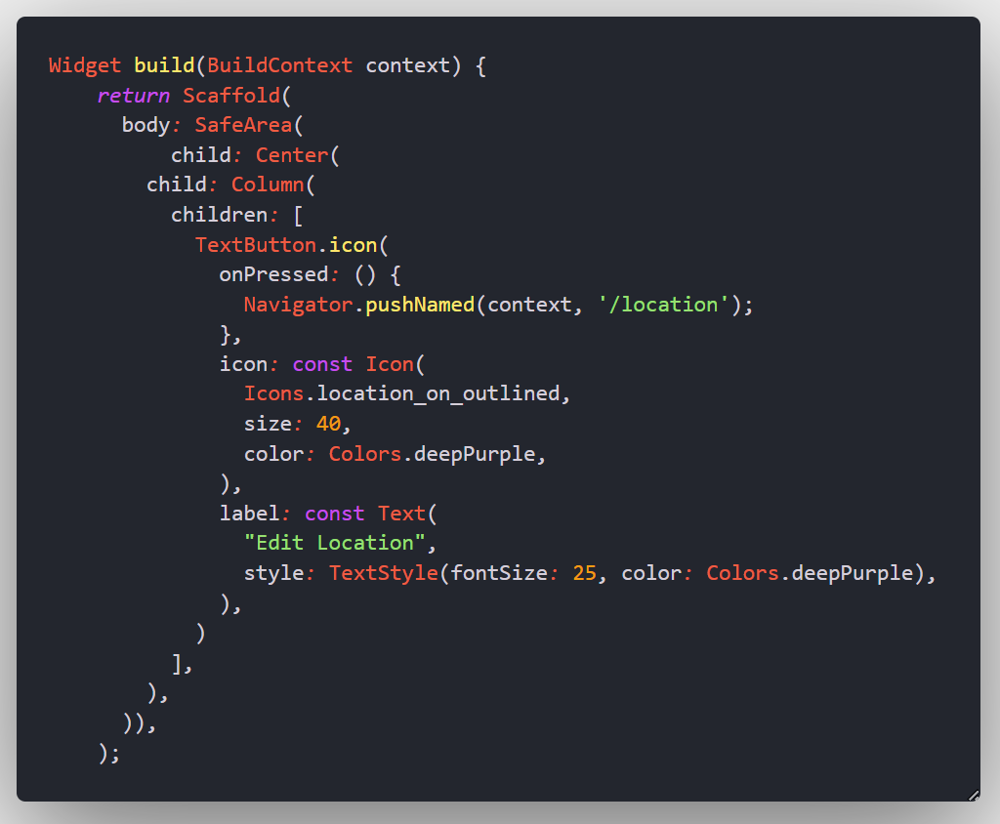 Widget build(BuildContext context) {
    return Scaffold(
      body: SafeArea(
          child: Center(
        child: Column(
          children: [
            TextButton.icon(
              onPressed: () {
                Navigator.pushNamed(context, '/location');
              },
              icon: const Icon(
                Icons.location_on_outlined,
                size: 40,
                color: Colors.deepPurple,
              ),
              label: const Text(
                "Edit Location",
                style: TextStyle(fontSize: 25, color: Colors.deepPurple),
              ),
            )
          ],
        ),
      )),
    );